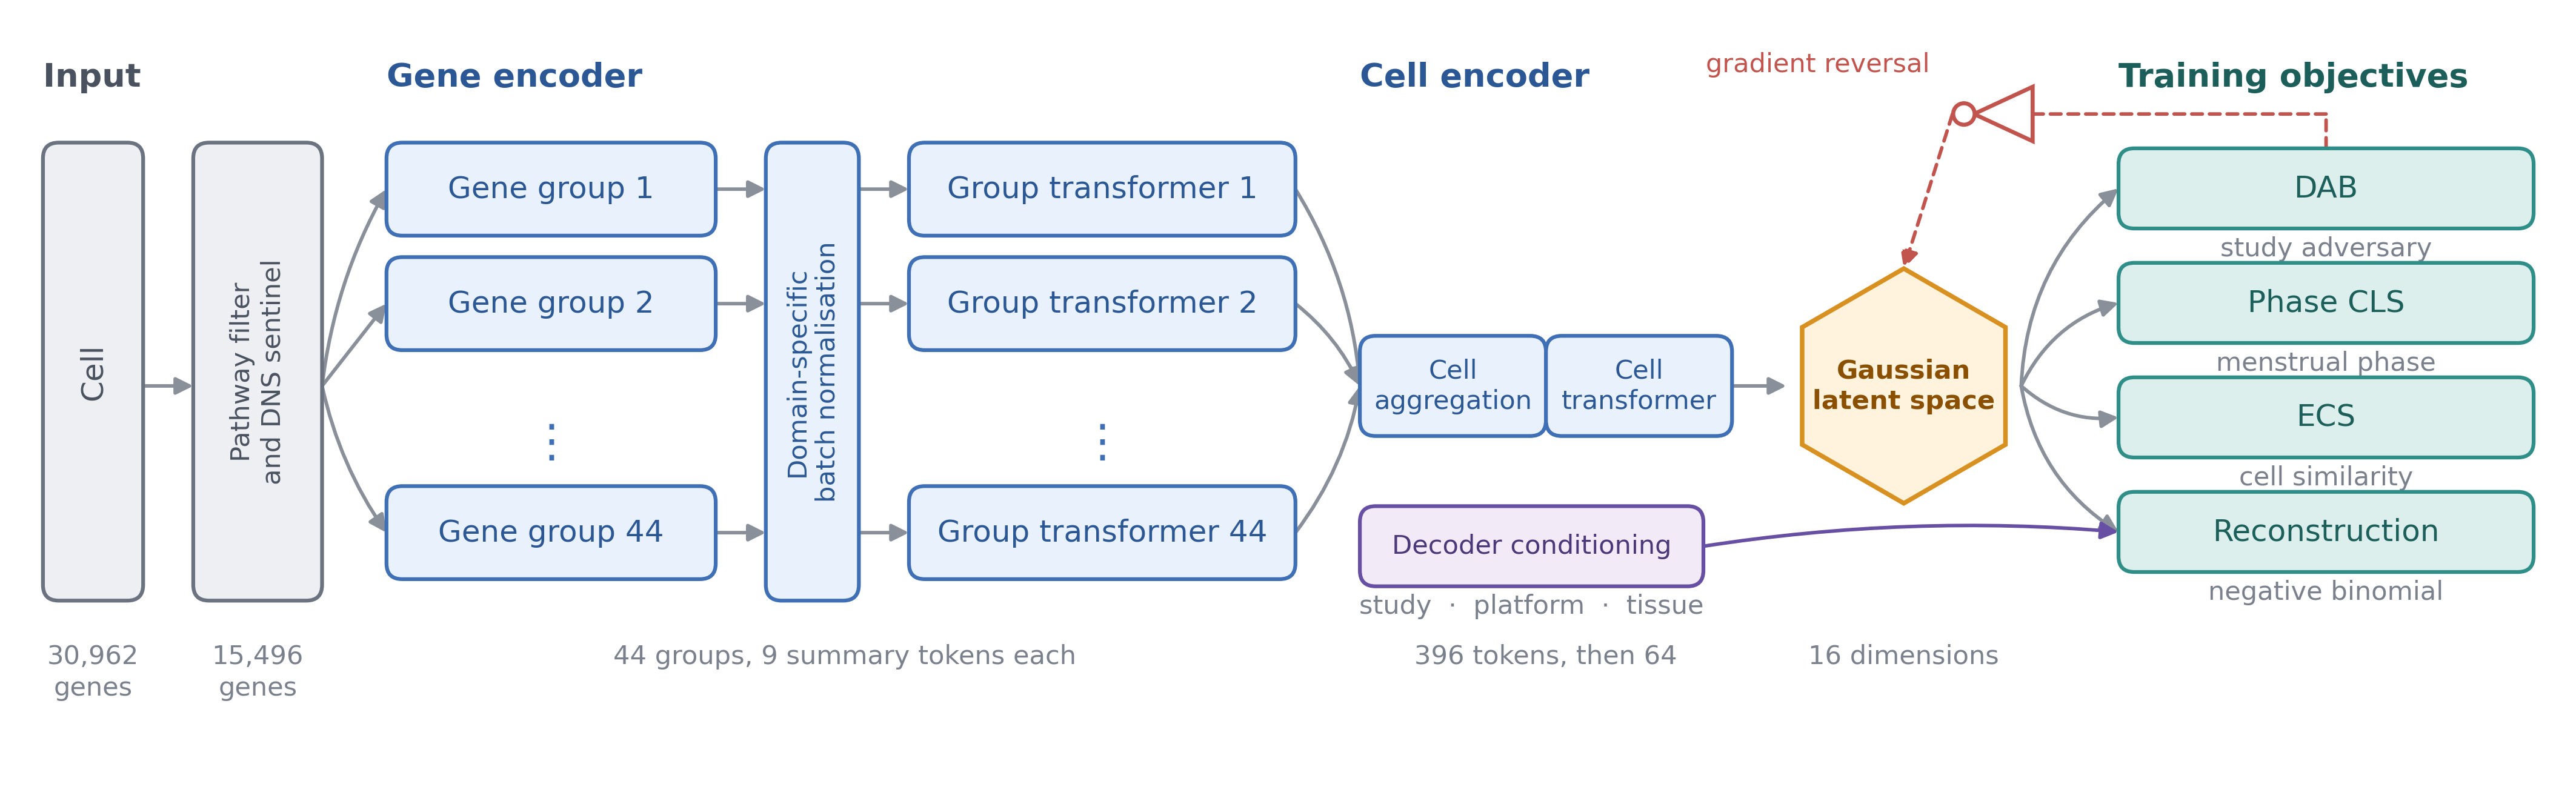 Input
Gene encoder
Cell encoder
gradient reversal
Training objectives
Cell
Pathway filter
and DNS sentinel
Gene group 1
Gene group 2
⋮
Gene group 44
Domain-specific
batch normalisation
Group transformer 1
Group transformer 2
⋮
Group transformer 44
Cell
aggregation
Cell
transformer
Gaussian
latent space
Decoder conditioning
study · platform · tissue
DAB
study adversary
Phase CLS
menstrual phase
ECS
cell similarity
Reconstruction
negative binomial
30,962
genes
15,496
genes
44 groups, 9 summary tokens each
396 tokens, then 64
16 dimensions